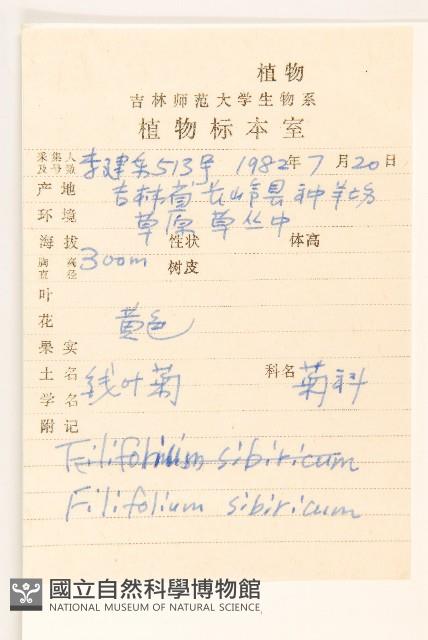 植物
吉林师范大学生物系
植物标本室
采集人及号数 李建东513号 1982年7月20日
产地 吉林省长岭县种羊场
环境 草原草丛中
海拔 300m 性状 体高
胸高直径 树皮
叶
花 黄色
果实
土名 线叶菊 科名 菊科
学名
附记
Filifolium sibiricum
Filifolium sibiricum
國立自然科學博物館
NATIONAL MUSEUM OF NATURAL SCIENCE